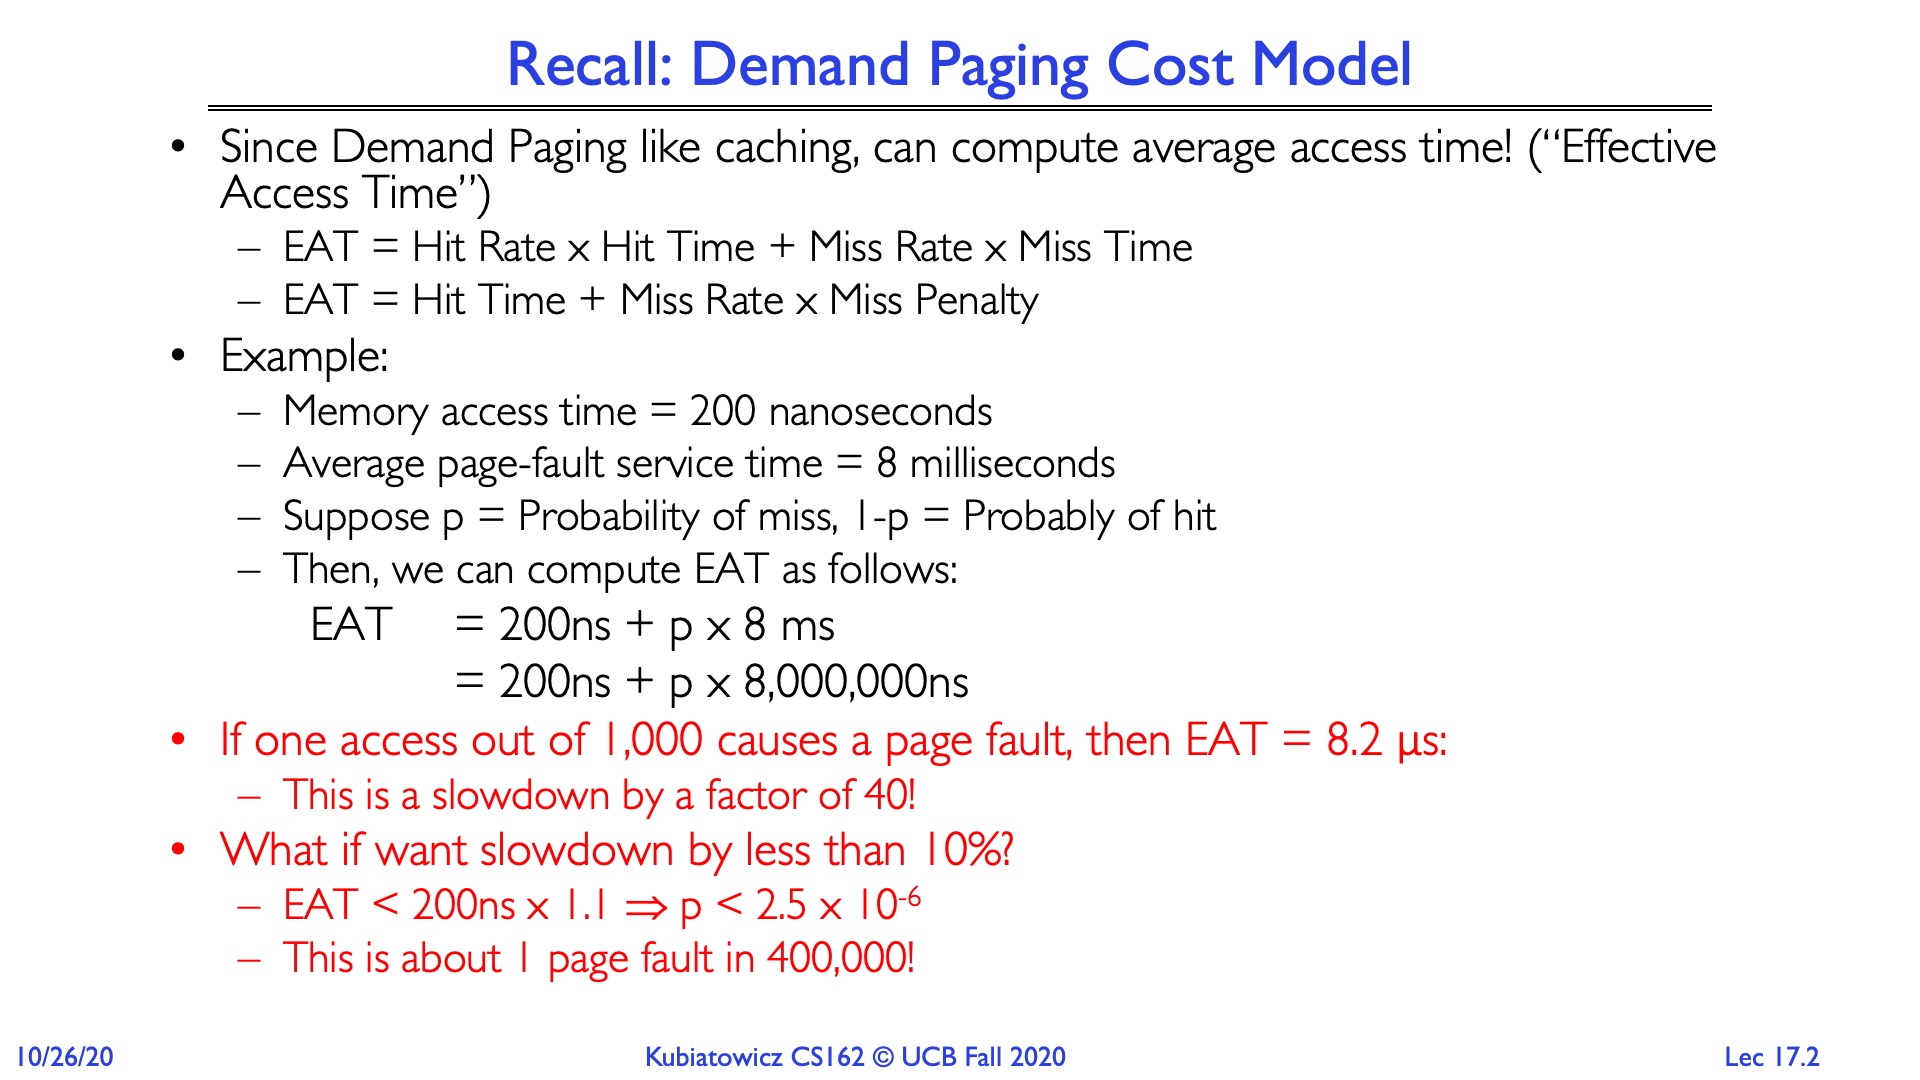 Recall: Demand Paging Cost Model
• Since Demand Paging like caching, can compute average access time! (“Effective
Access Time”)
– EAT = Hit Rate x Hit Time + Miss Rate x Miss Time
– EAT = Hit Time + Miss Rate x Miss Penalty
• Example:
– Memory access time = 200 nanoseconds
– Average page-fault service time = 8 milliseconds
– Suppose p = Probability of miss, 1-p = Probably of hit
– Then, we can compute EAT as follows:
EAT = 200ns + p x 8 ms
= 200ns + p x 8,000,000ns
• If one access out of 1,000 causes a page fault, then EAT = 8.2 μs:
– This is a slowdown by a factor of 40!
• What if want slowdown by less than 10%?
– EAT < 200ns x 1.1 ⇒ p < 2.5 x 10⁻⁶
– This is about 1 page fault in 400,000!
10/26/20 Kubiatowicz CS162 © UCB Fall 2020 Lec 17.2